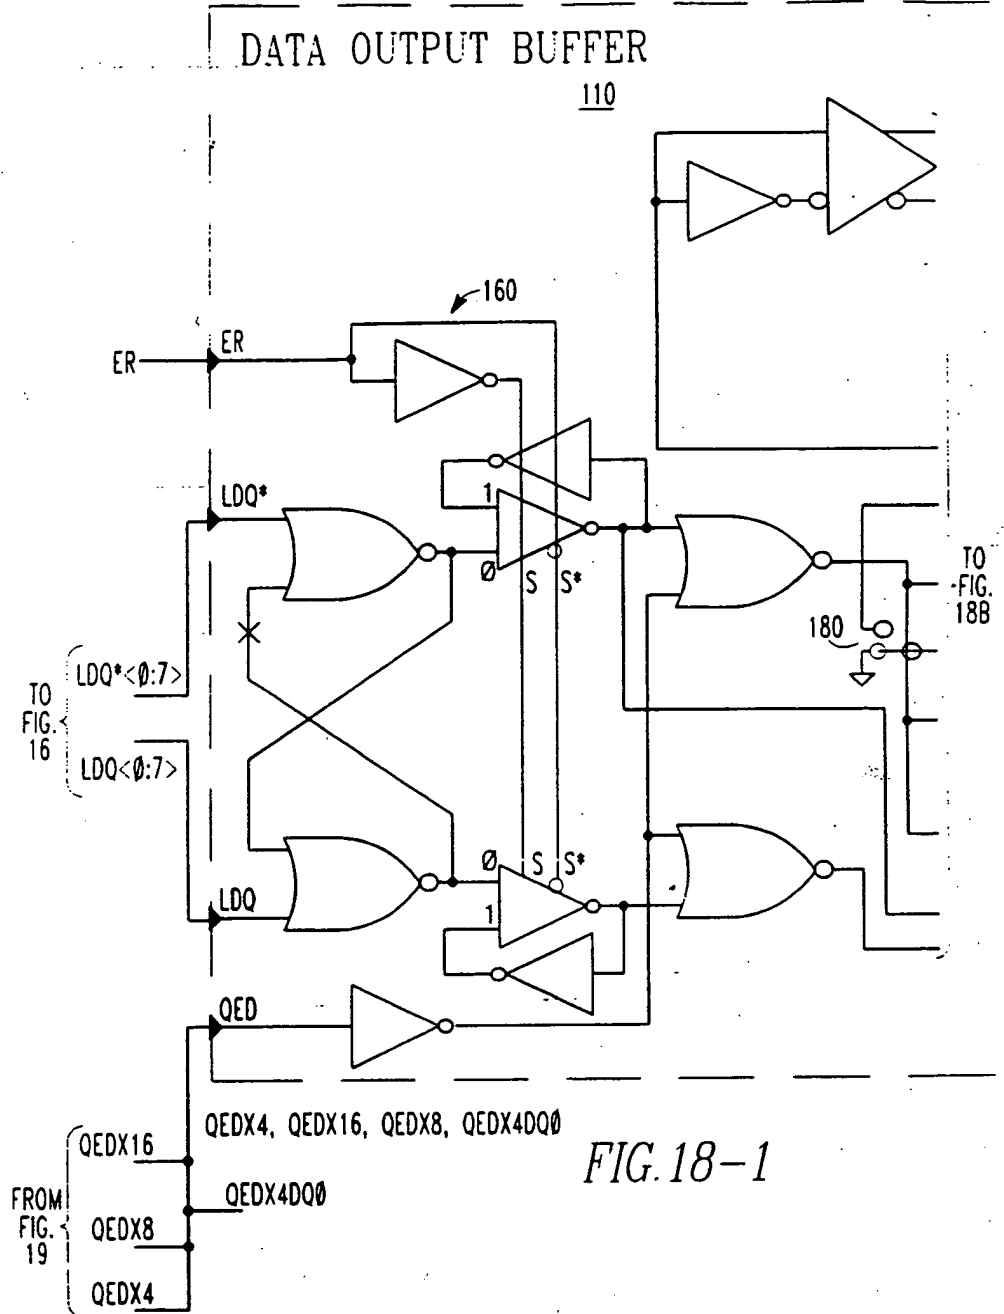 DATA OUTPUT BUFFER
110
160
ER
ER
LDQ*
1
Ø
S
S*
TO
FIG.
18B
180
LDQ*<Ø:7>
TO
FIG.
16
LDQ<Ø:7>
Ø
S
S*
1
LDQ
QED
QEDX4, QEDX16, QEDX8, QEDX4DQØ
FIG. 18-1
QEDX16
QEDX4DQØ
FROM
FIG.
19
QEDX8
QEDX4